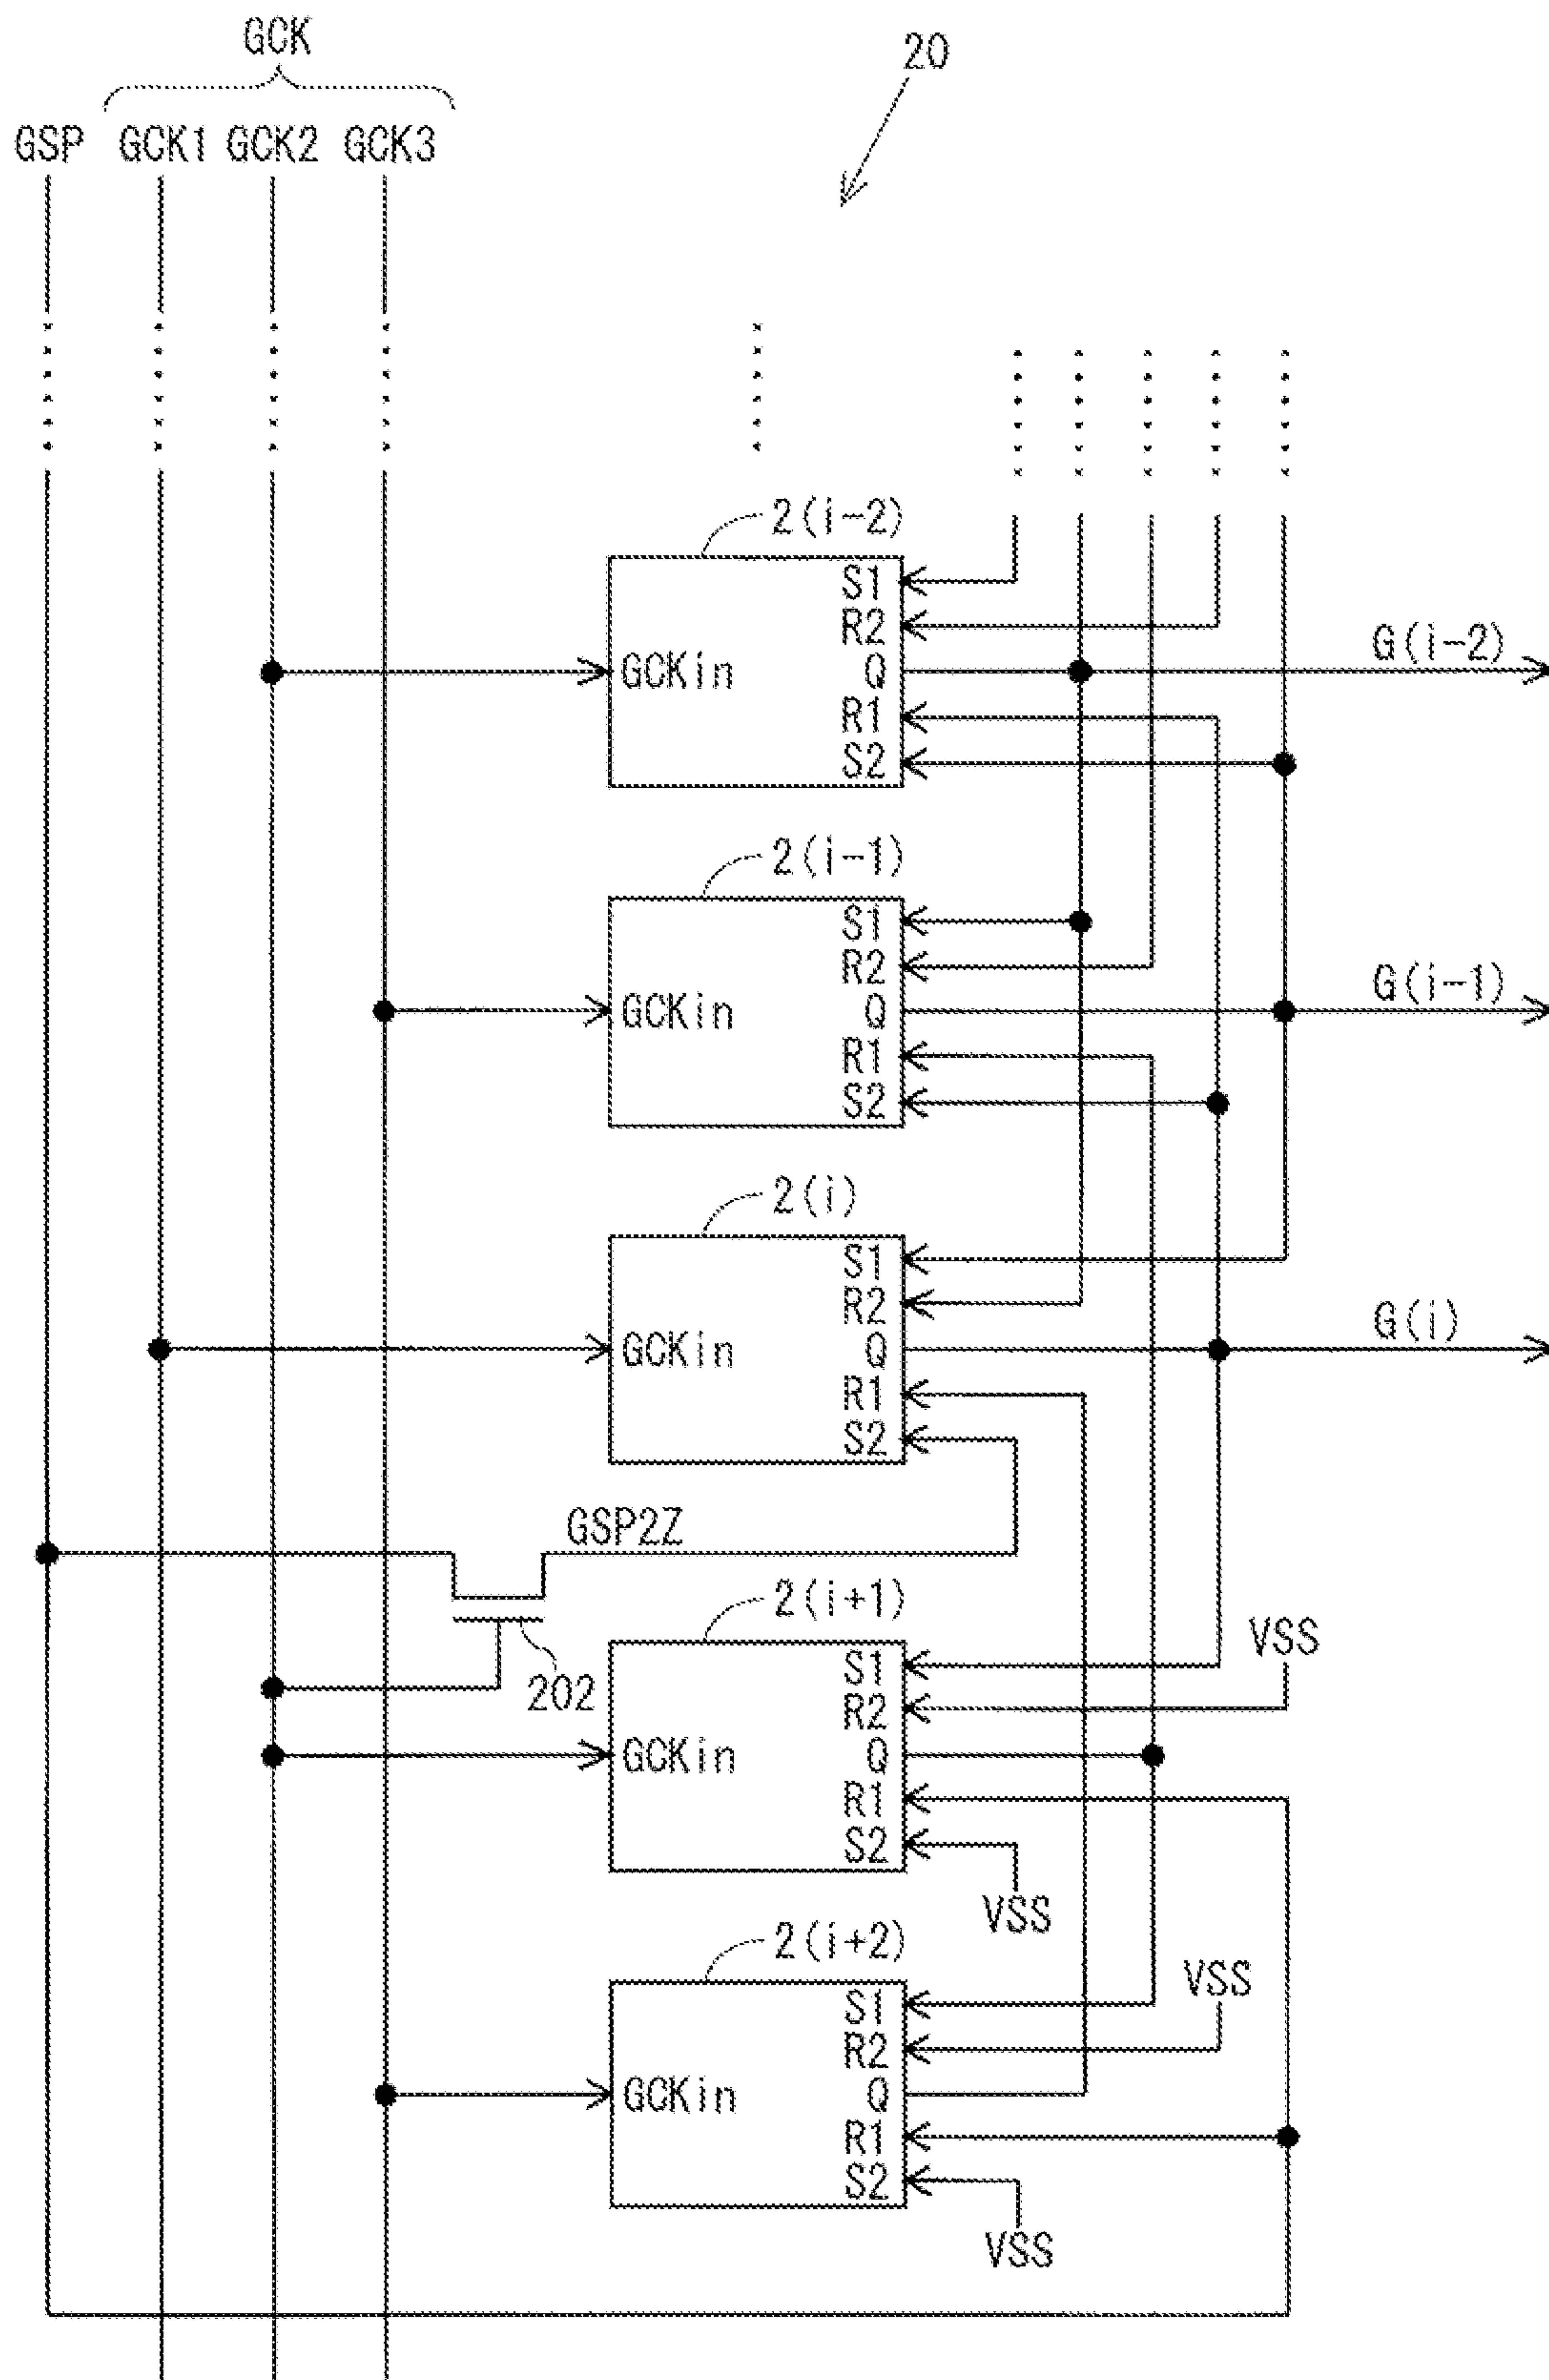 GCK
20
GSP GCK1 GCK2 GCK3
2(i-2)
S1
R2
GCKin Q G(i-2)
R1
S2
2(i-1)
S1
R2
GCKin Q G(i-1)
R1
S2
2(i)
S1
R2
GCKin Q G(i)
R1
S2
GSP2Z
2(i+1)
VSS
S1
202 R2
GCKin Q
R1
S2
VSS
2(i+2)
VSS
S1
R2
GCKin Q
R1
S2
VSS